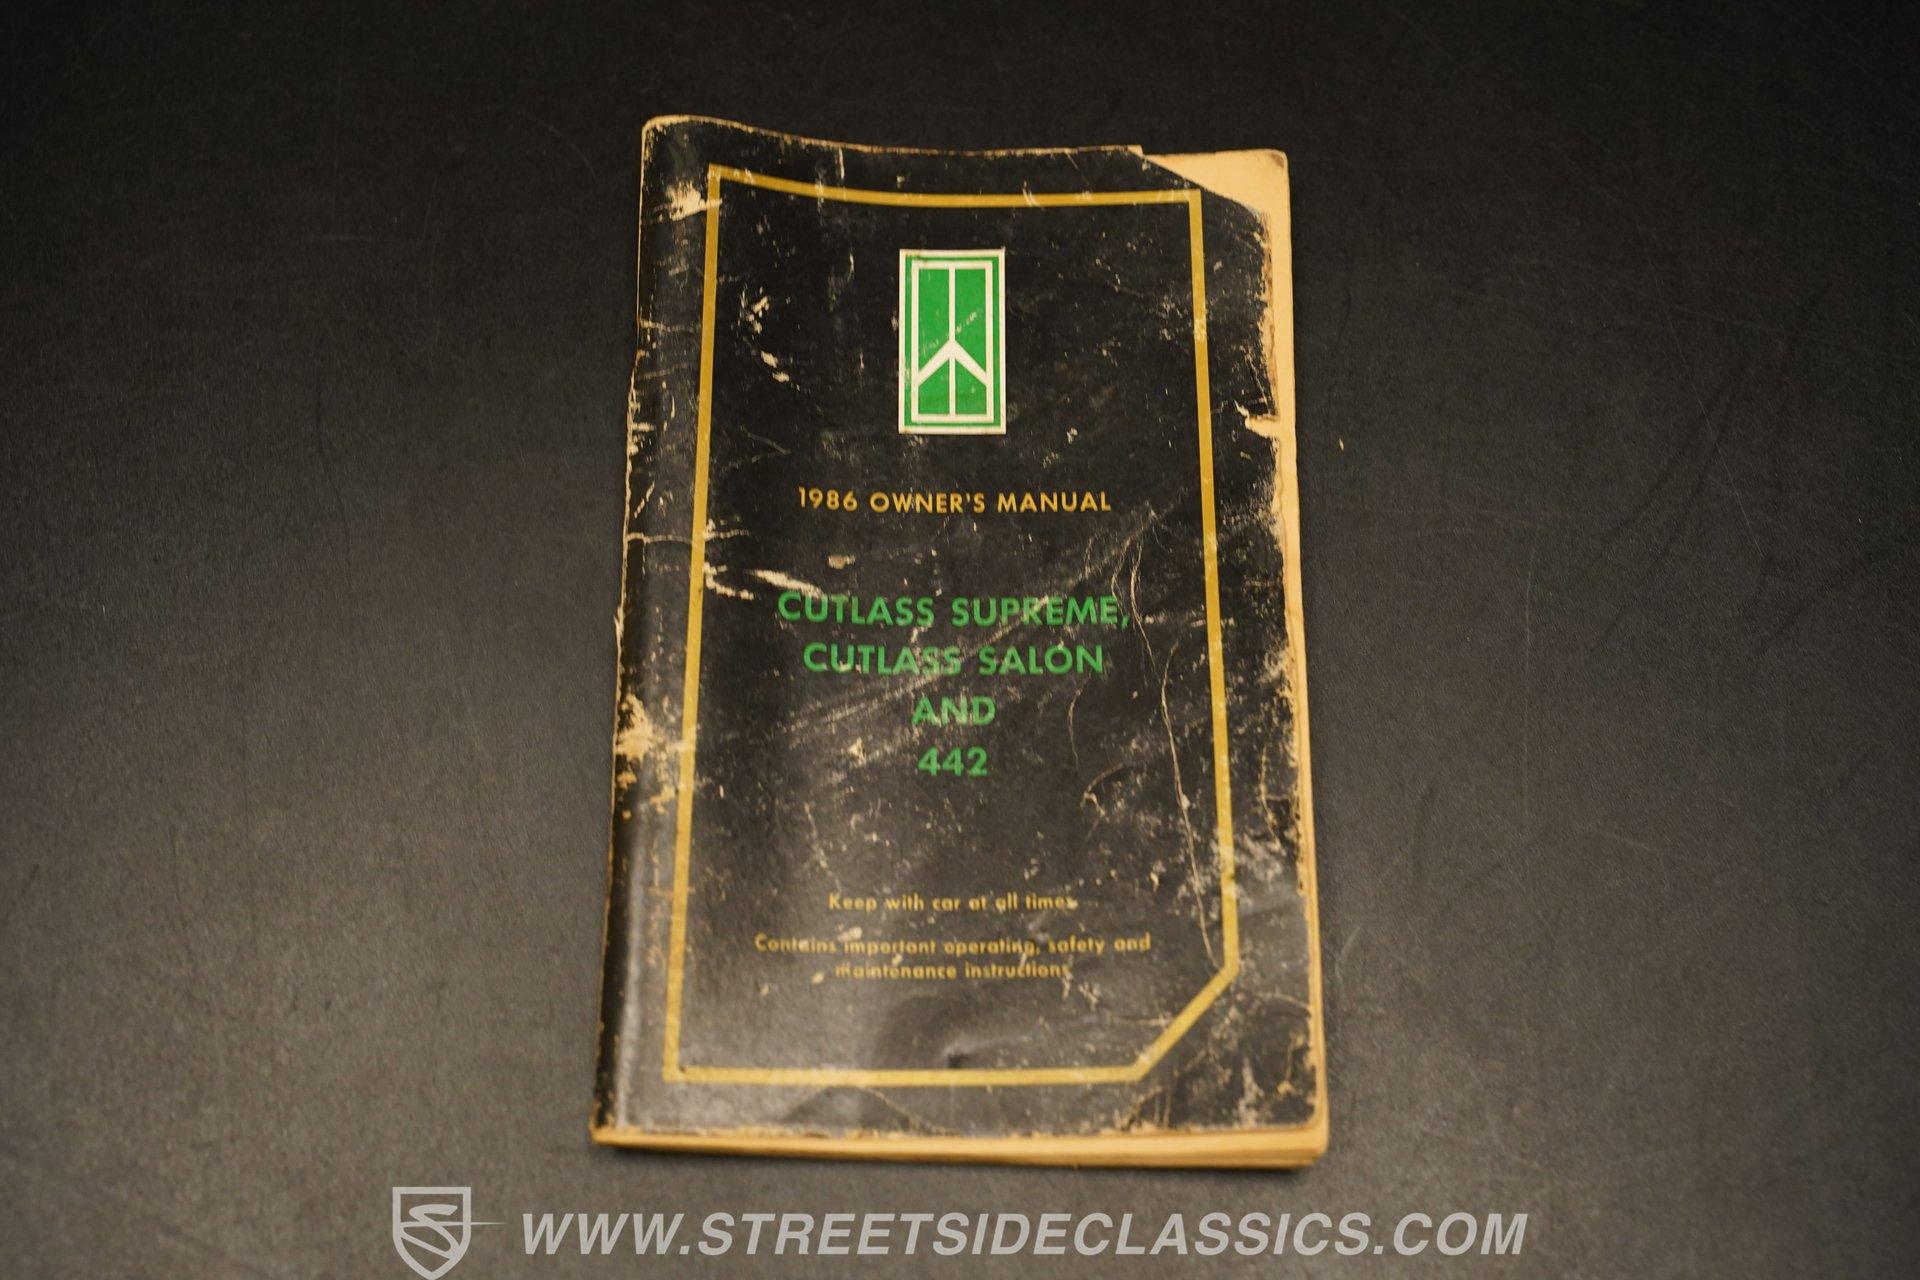 1986 OWNER'S MANUAL
CUTLASS SUPREME,
CUTLASS SALON
AND
442
Keep with car at all times
Contains important operating, safety and
maintenance instructions
WWW.STREETSIDECLASSICS.COM